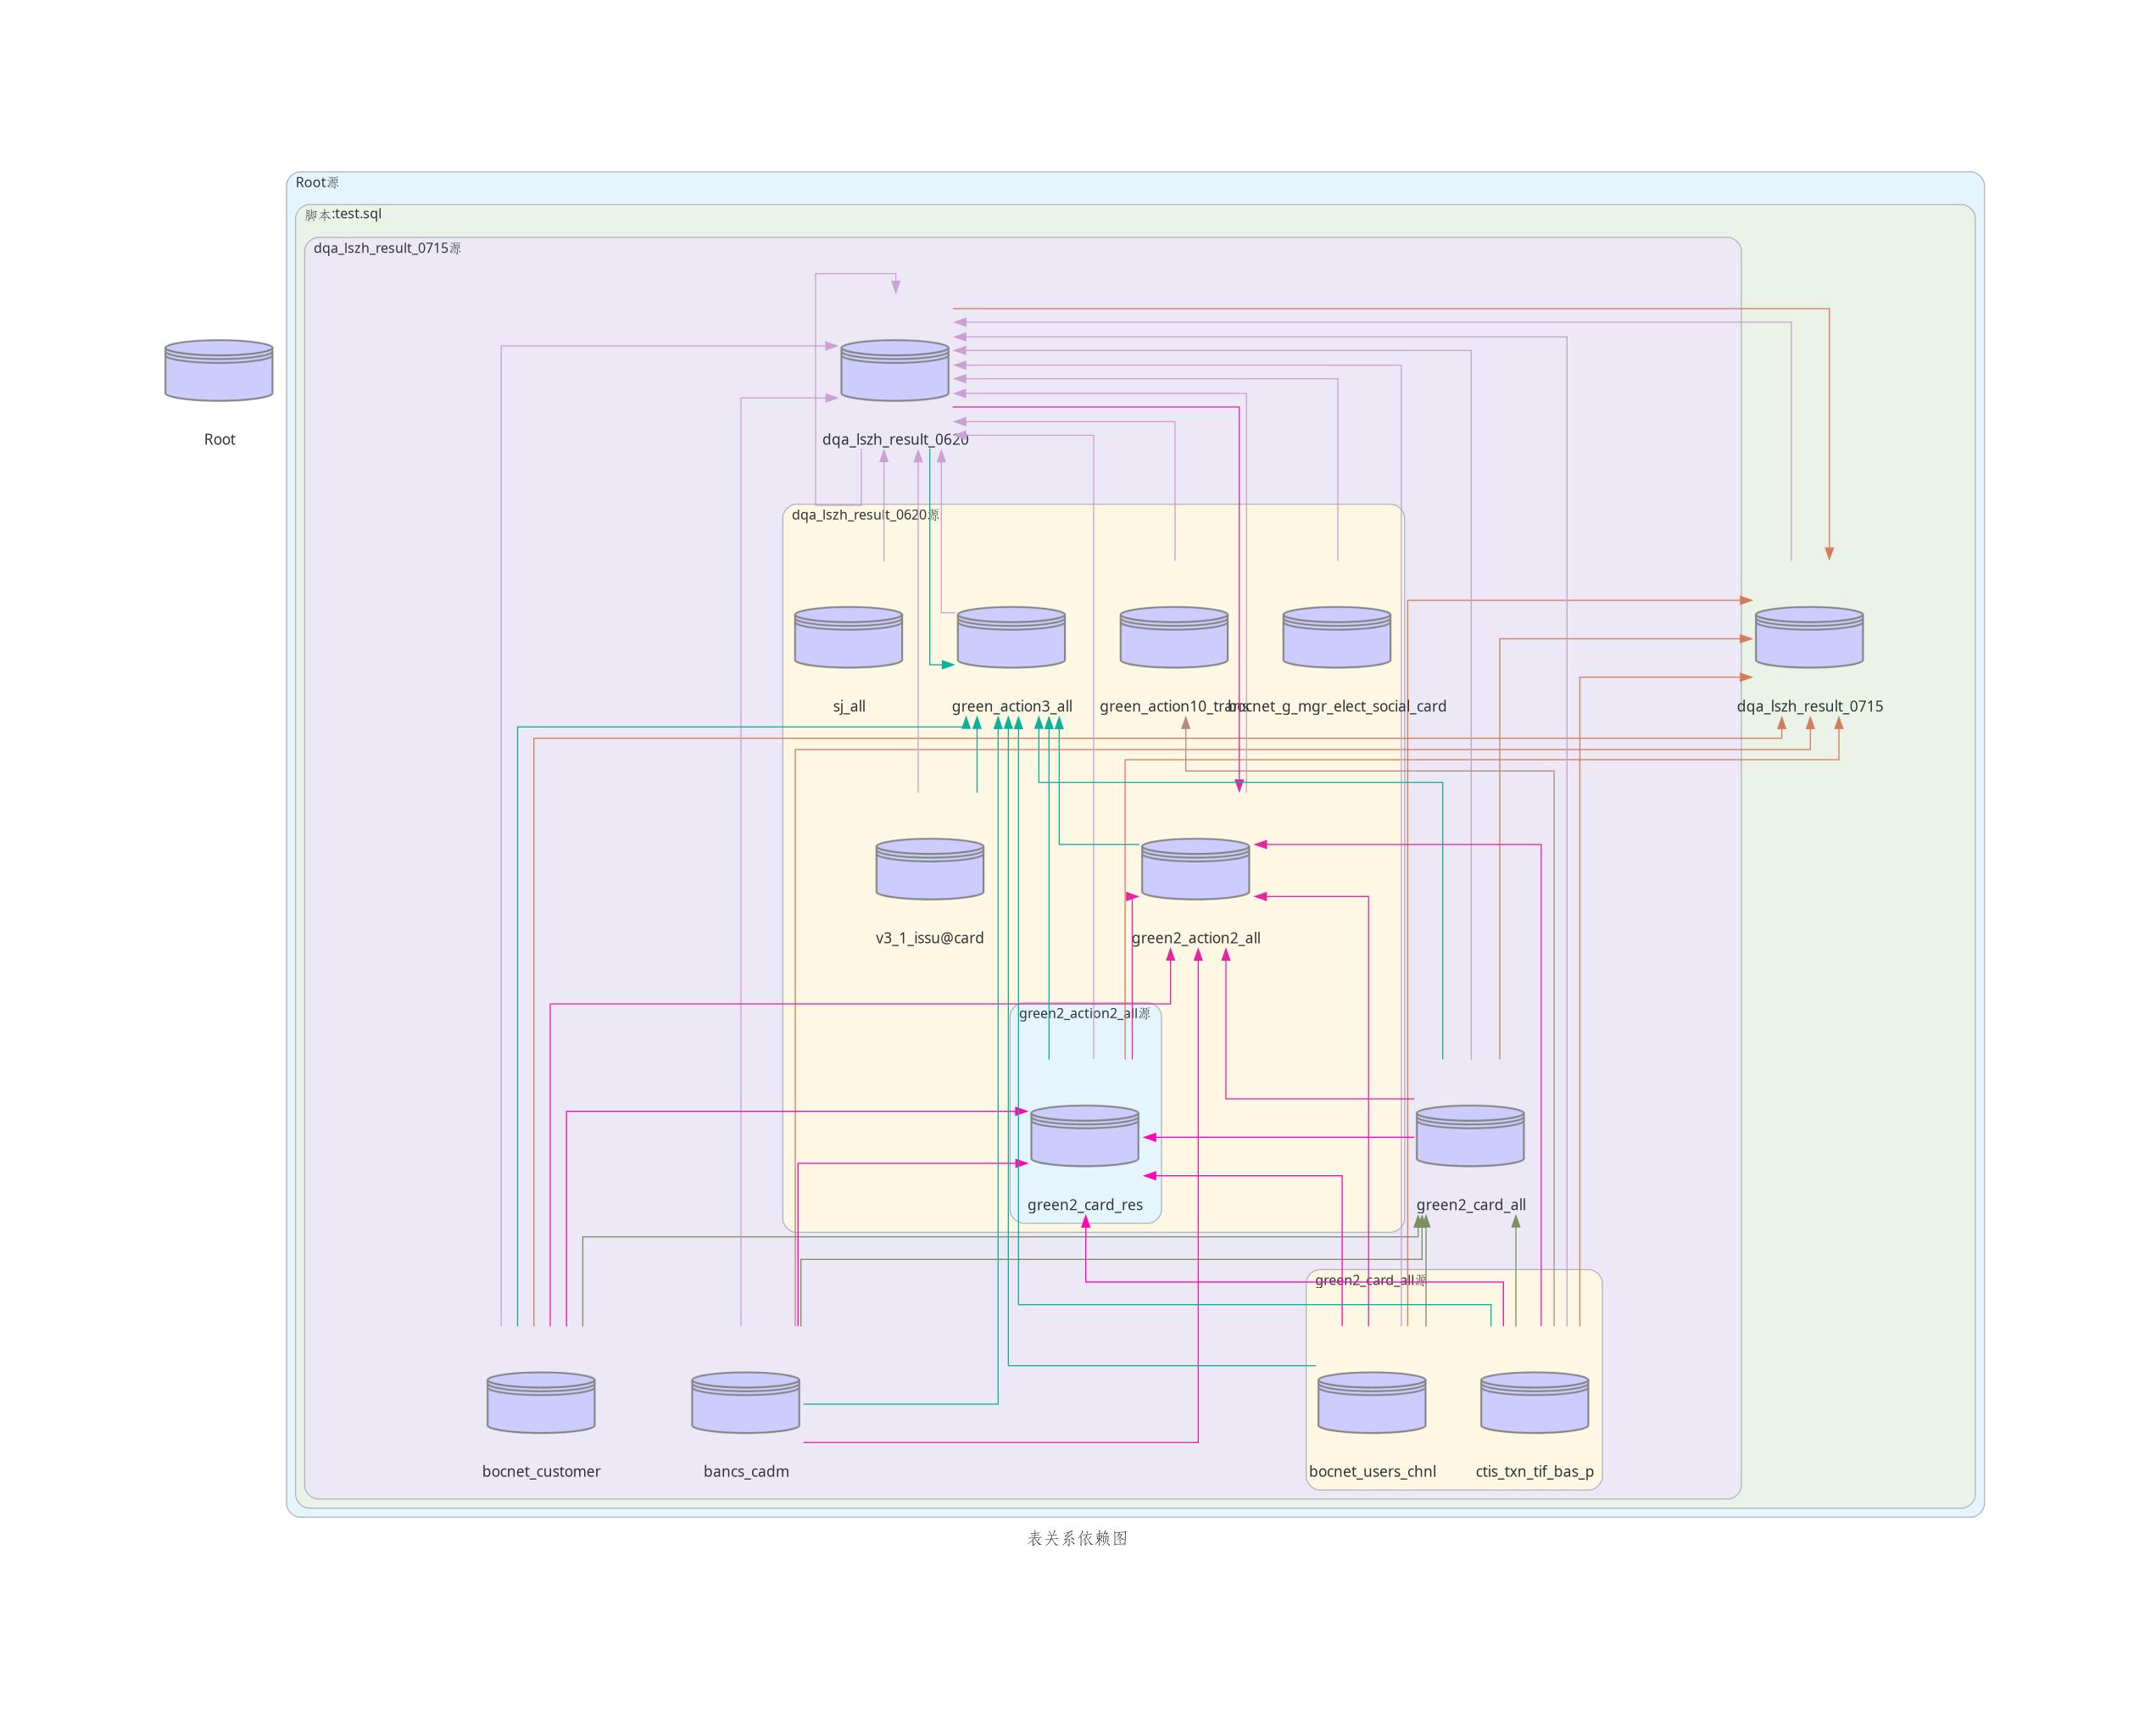 Root源
脚本:test.sql
dqa_lszh_result_0715源
Root
dqa_lszh_result_0620
dqa_lszh_result_0620源
sj_all
green_action3_all
green_action10_trans
bocnet_g_mgr_elect_social_card
dqa_lszh_result_0715
v3_1_issu@card
green2_action2_all
green2_action2_all源
green2_card_res
green2_card_all
green2_card_all源
bocnet_customer
bancs_cadm
bocnet_users_chnl
ctis_txn_tif_bas_p
表关系依赖图